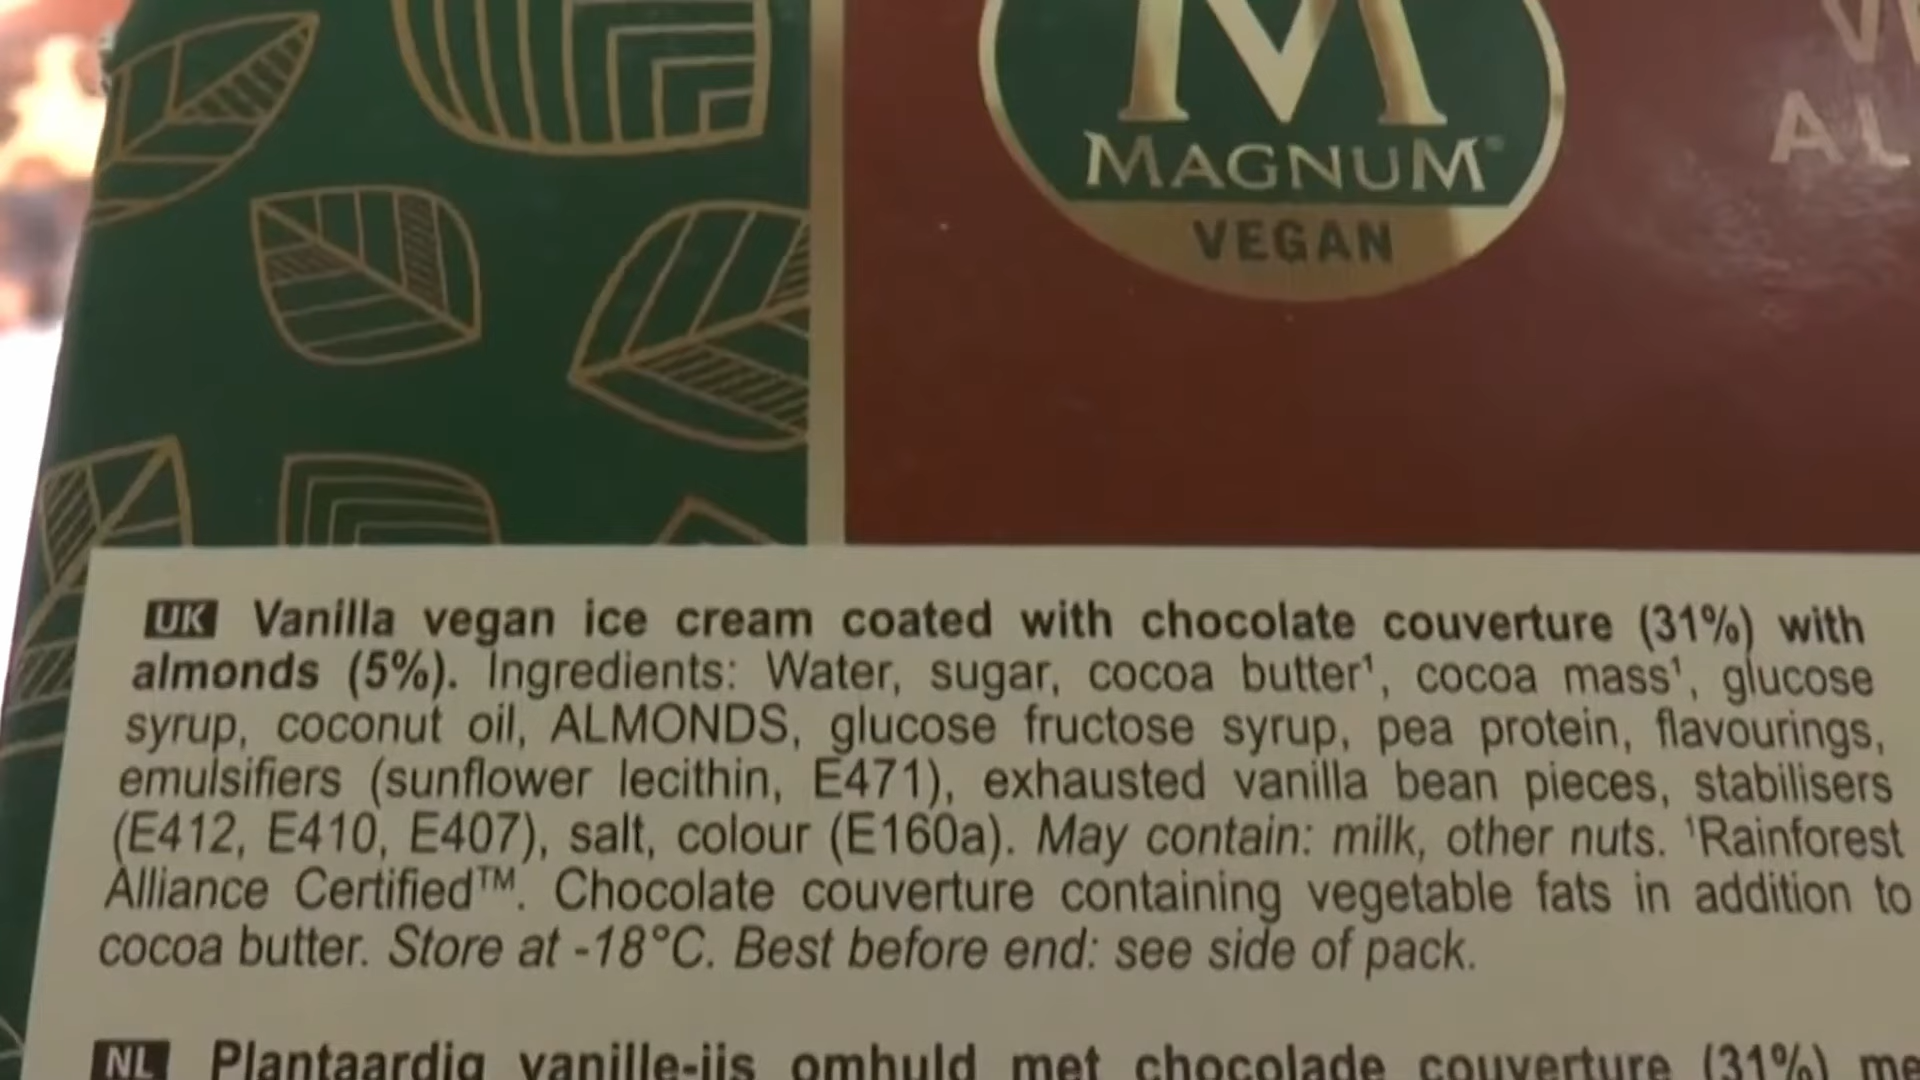 M
MAGNUM
VEGAN
AL
UK Vanilla vegan ice cream coated with chocolate couverture (31%) with
almonds (5%). Ingredients: Water, sugar, cocoa butter¹, cocoa mass¹, glucose
syrup, coconut oil, ALMONDS, glucose fructose syrup, pea protein, flavourings,
emulsifiers (sunflower lecithin, E471), exhausted vanilla bean pieces, stabilisers
(E412, E410, E407), salt, colour (E160a). May contain: milk, other nuts. ¹Rainforest
Alliance Certified™. Chocolate couverture containing vegetable fats in addition to
cocoa butter. Store at -18°C. Best before end: see side of pack.
NL Plantaardig vanille-ijs omhuld met chocolade couverture (31%) me